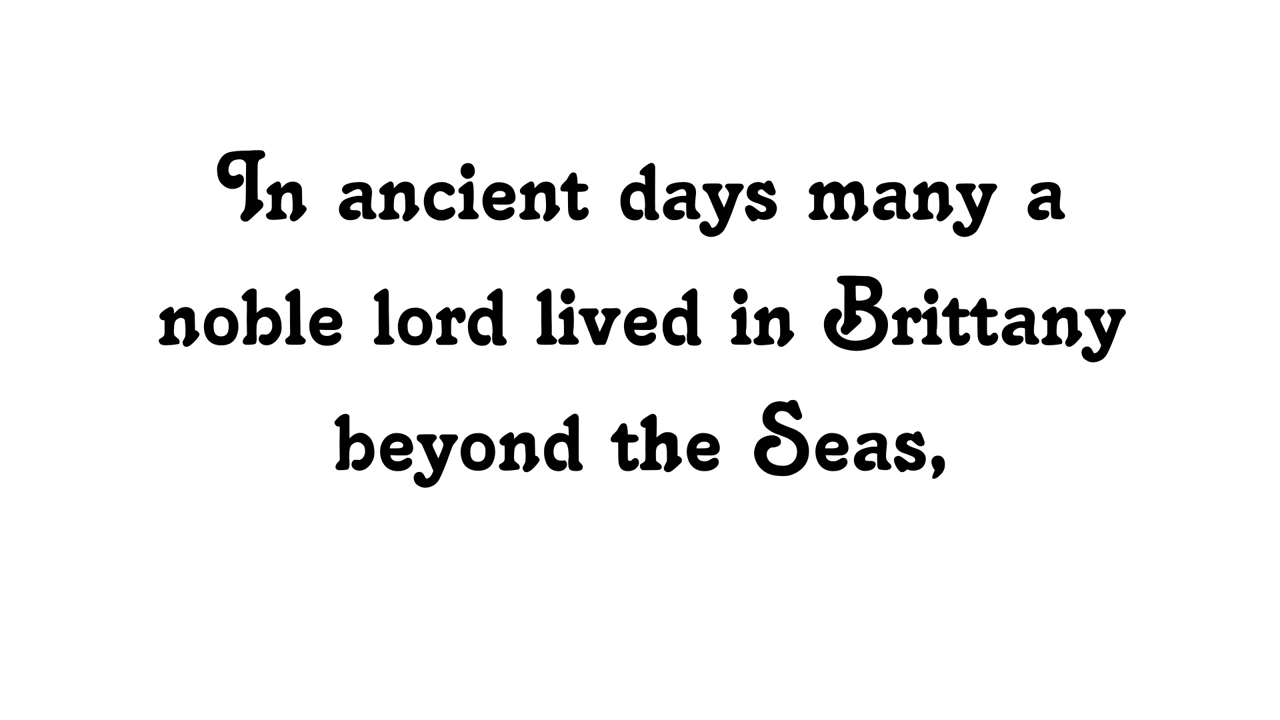 In ancient days many a
noble lord lived in Brittany
beyond the Seas,